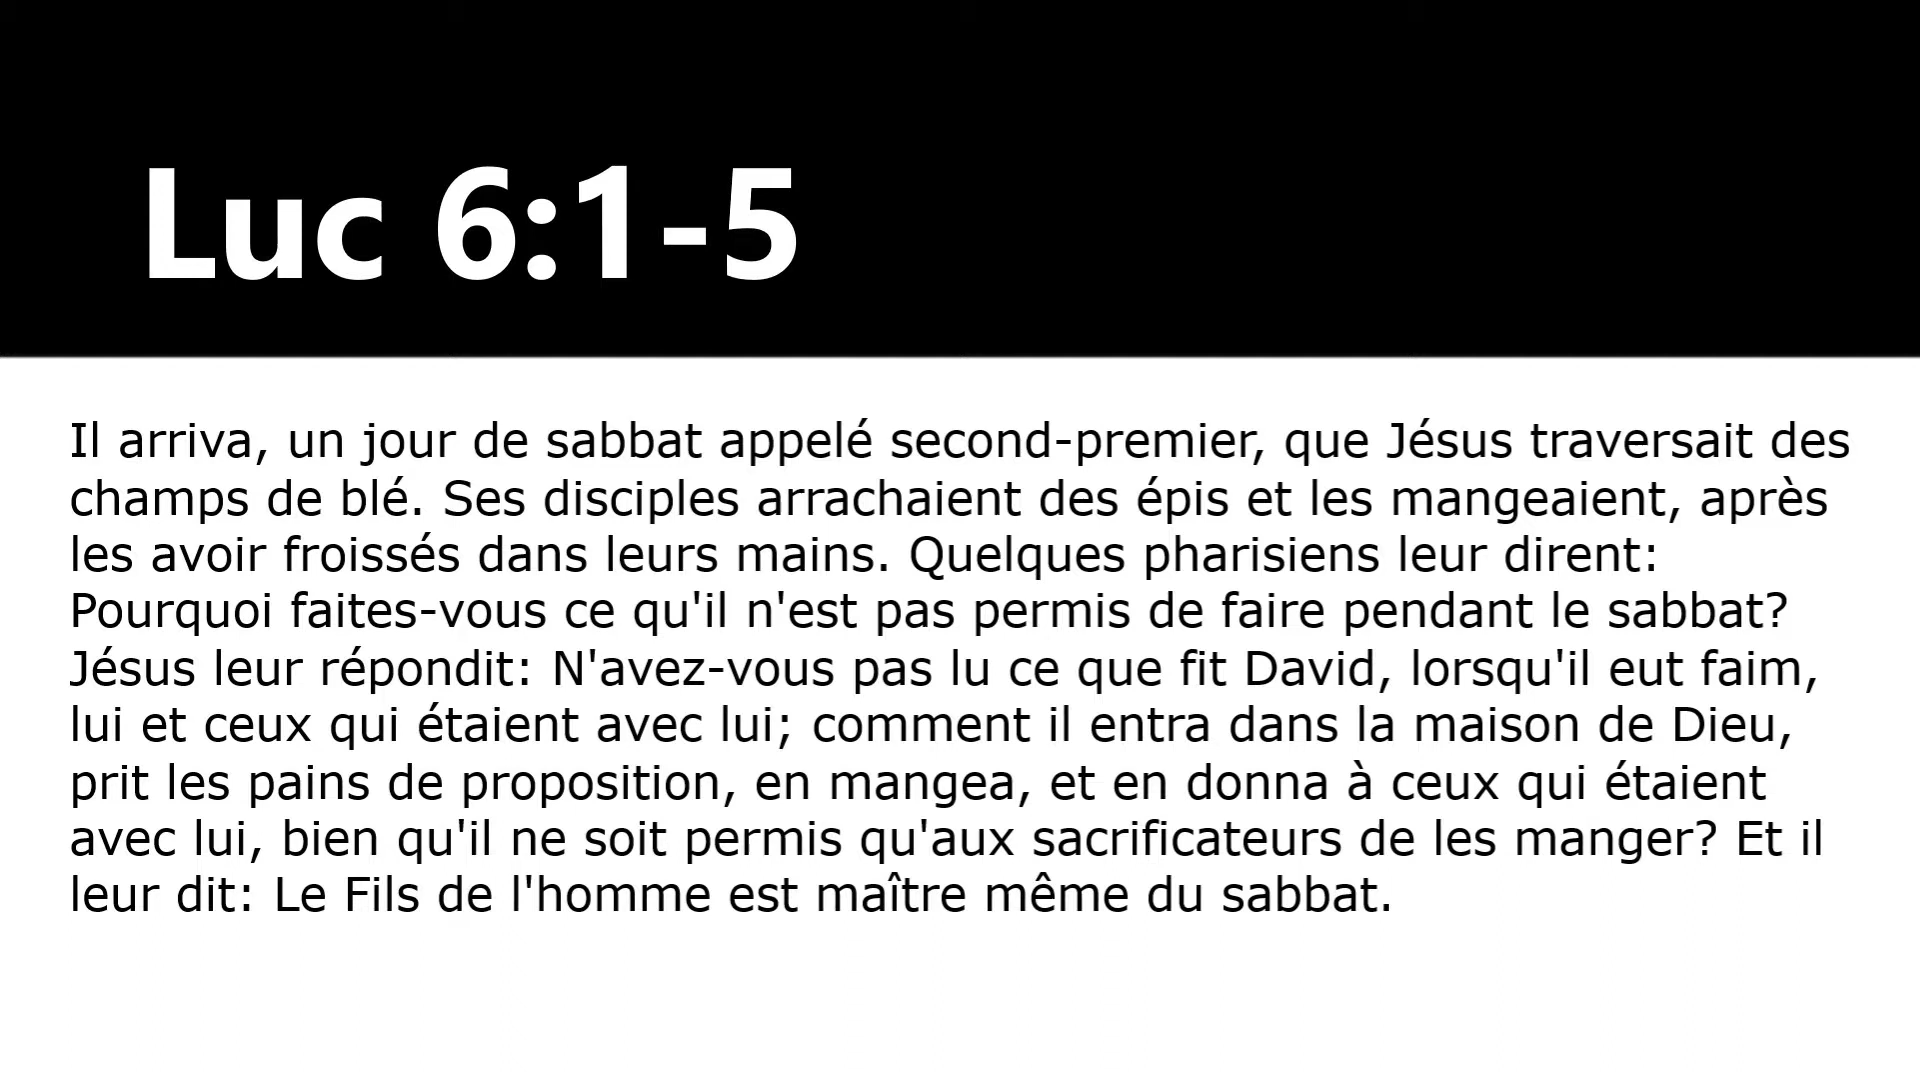 Luc 6:1-5
Il arriva, un jour de sabbat appelé second-premier, que Jésus traversait des
champs de blé. Ses disciples arrachaient des épis et les mangeaient, après
les avoir froissés dans leurs mains. Quelques pharisiens leur dirent:
Pourquoi faites-vous ce qu'il n'est pas permis de faire pendant le sabbat?
Jésus leur répondit: N'avez-vous pas lu ce que fit David, lorsqu'il eut faim,
lui et ceux qui étaient avec lui; comment il entra dans la maison de Dieu,
prit les pains de proposition, en mangea, et en donna à ceux qui étaient
avec lui, bien qu'il ne soit permis qu'aux sacrificateurs de les manger? Et il
leur dit: Le Fils de l'homme est maître même du sabbat.